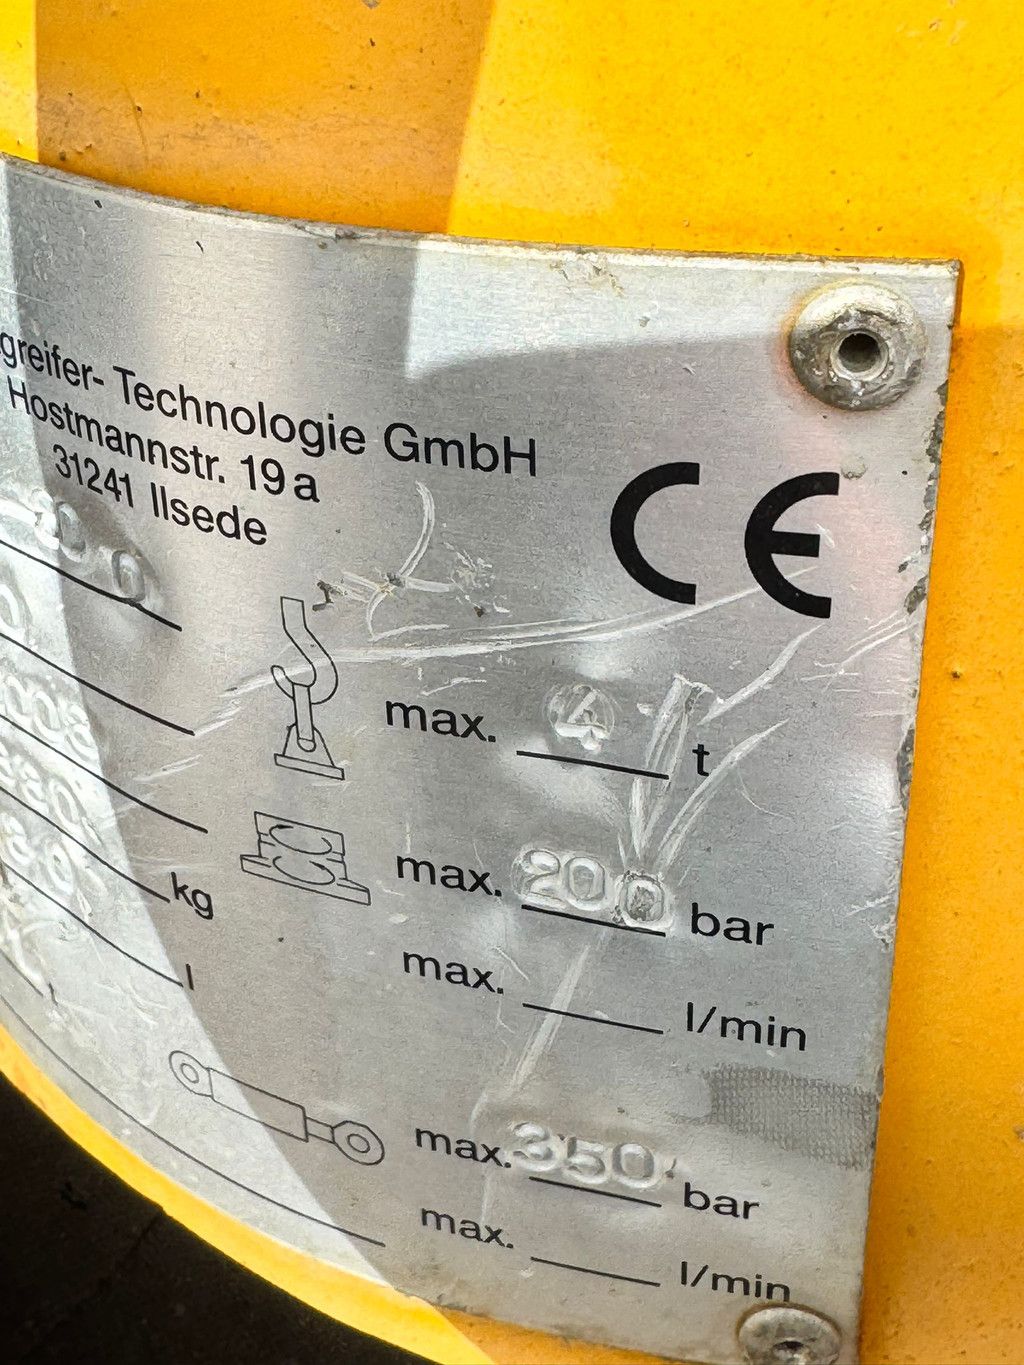 greifer- Technologie GmbH
Hostmannstr. 19 a
31241 Ilsede
CE
max. 4 t
max. 200 bar
kg
max. l/min
l
max. 350 bar
max. l/min